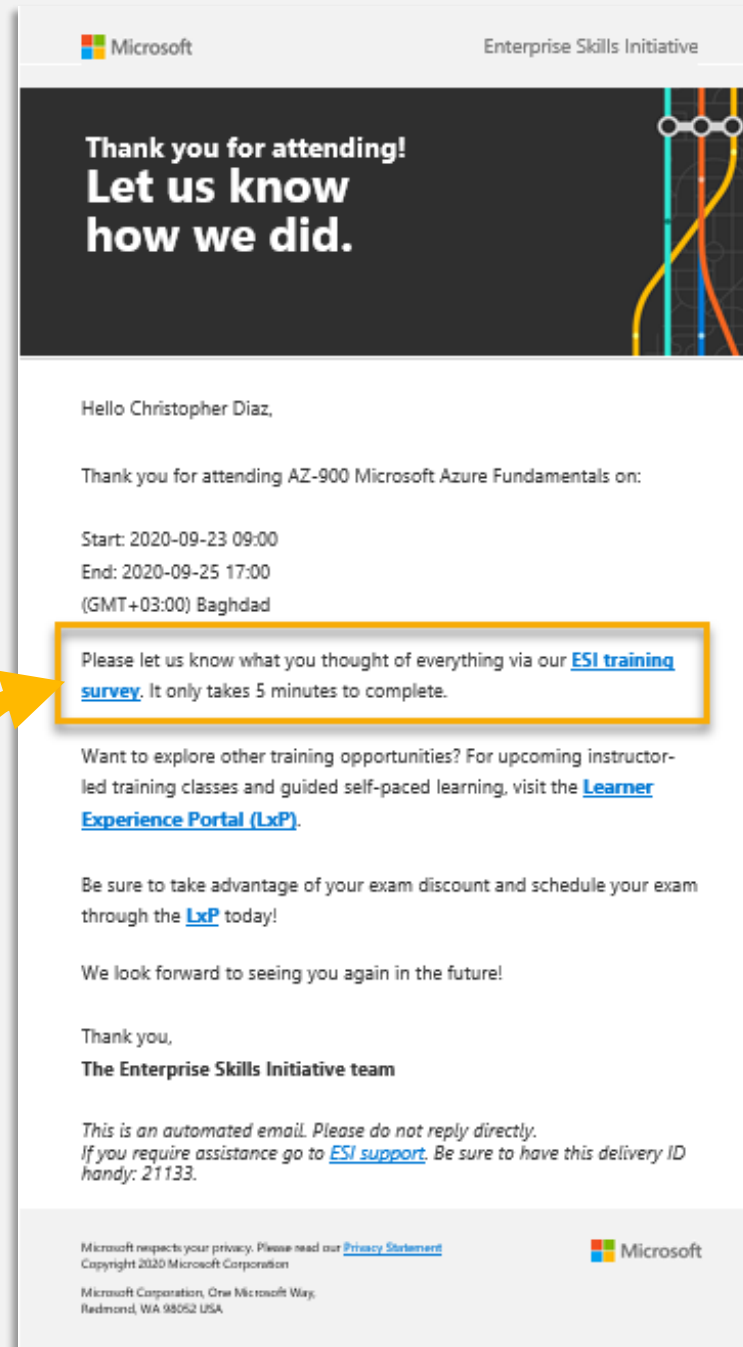 Microsoft
Enterprise Skills Initiative
Thank you for attending!
Let us know
how we did.
Hello Christopher Diaz,
Thank you for attending AZ-900 Microsoft Azure Fundamentals on:
Start: 2020-09-23 09:00
End: 2020-09-25 17:00
(GMT+03:00) Baghdad
Please let us know what you thought of everything via our ESI training
survey. It only takes 5 minutes to complete.
Want to explore other training opportunities? For upcoming instructor-
led training classes and guided self-paced learning, visit the Learner
Experience Portal (LxP).
Be sure to take advantage of your exam discount and schedule your exam
through the LxP today!
We look forward to seeing you again in the future!
Thank you,
The Enterprise Skills Initiative team
This is an automated email. Please do not reply directly.
If you require assistance go to ESI support. Be sure to have this delivery ID
handy: 21133.
Microsoft respects your privacy. Please read our Privacy Statement
Copyright 2020 Microsoft Corporation
Microsoft Corporation, One Microsoft Way,
Redmond, WA 98052 USA
Microsoft